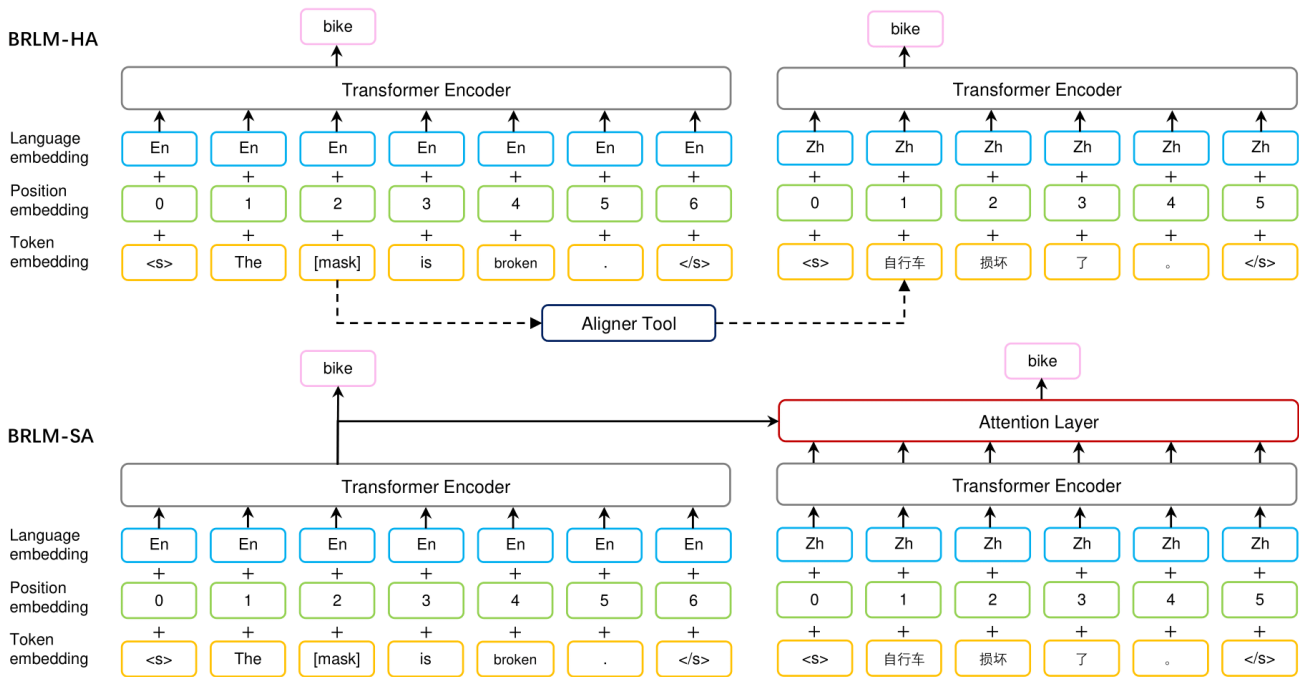 bike bike
BRLM-HA
Transformer Encoder Transformer Encoder
Language embedding En En En En En En En Zh Zh Zh Zh Zh Zh
+ + + + + + + + + + + + +
Position embedding 0 1 2 3 4 5 6 0 1 2 3 4 5
+ + + + + + + + + + + + +
Token embedding <s> The [mask] is broken . </s> <s> 自行车 损坏 了 。 </s>
Aligner Tool
bike bike
Attention Layer
BRLM-SA
Transformer Encoder Transformer Encoder
Language embedding En En En En En En En Zh Zh Zh Zh Zh Zh
+ + + + + + + + + + + + +
Position embedding 0 1 2 3 4 5 6 0 1 2 3 4 5
+ + + + + + + + + + + + +
Token embedding <s> The [mask] is broken . </s> <s> 自行车 损坏 了 。 </s>